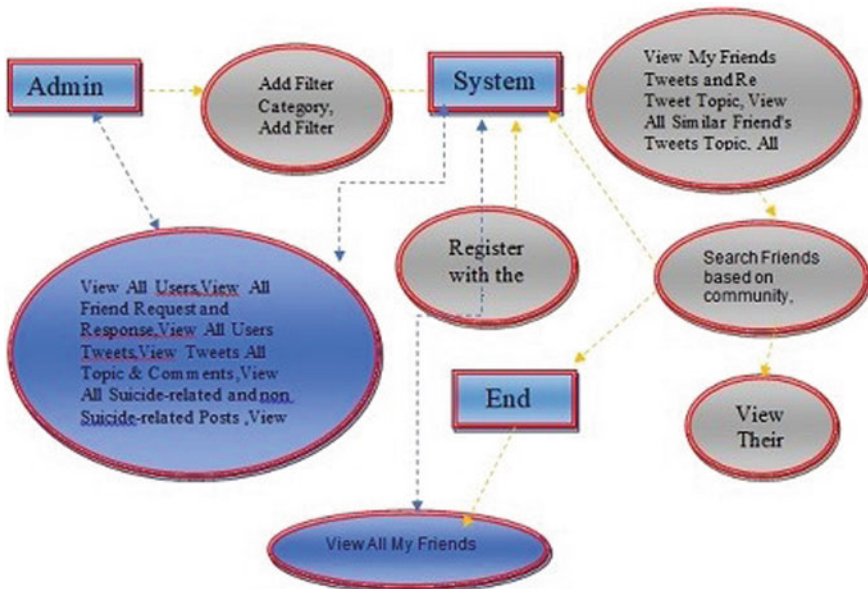 Admin
Add Filter
Category,
Add Filter
System
View My Friends
Tweets and Re
Tweet Topic, View
All Similar Friend's
Tweets Topic, All
Register
with the
Search Friends
based on
community,
View All Users,View All
Friend Request and
Response,View All Users
Tweets,View Tweets All
Topic & Comments,View
All Suicide-related and non
Suicide-related Posts ,View
End
View
Their
View All My Friends